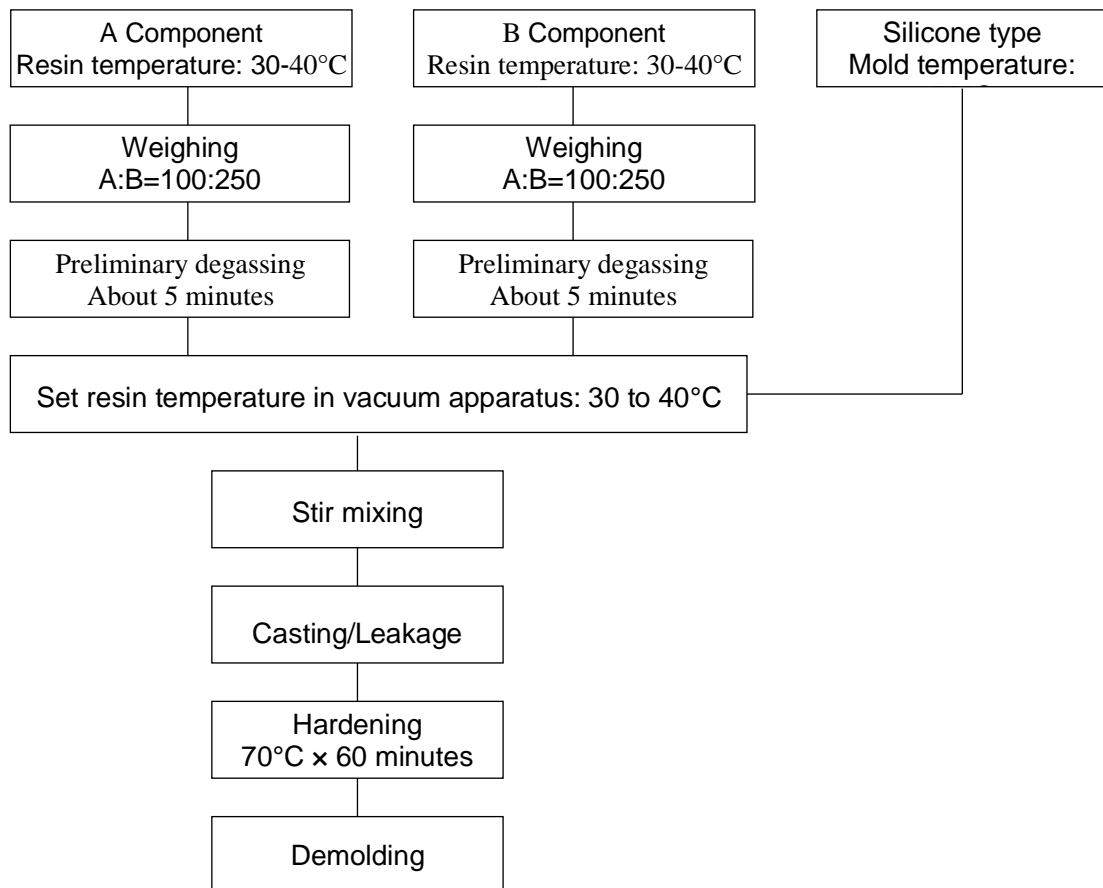 A Component
Resin temperature: 30-40°C
B Component
Resin temperature: 30-40°C
Silicone type
Mold temperature:
Weighing
A:B=100:250
Weighing
A:B=100:250
Preliminary degassing
About 5 minutes
Preliminary degassing
About 5 minutes
Set resin temperature in vacuum apparatus: 30 to 40°C
Stir mixing
Casting/Leakage
Hardening
70°C × 60 minutes
Demolding